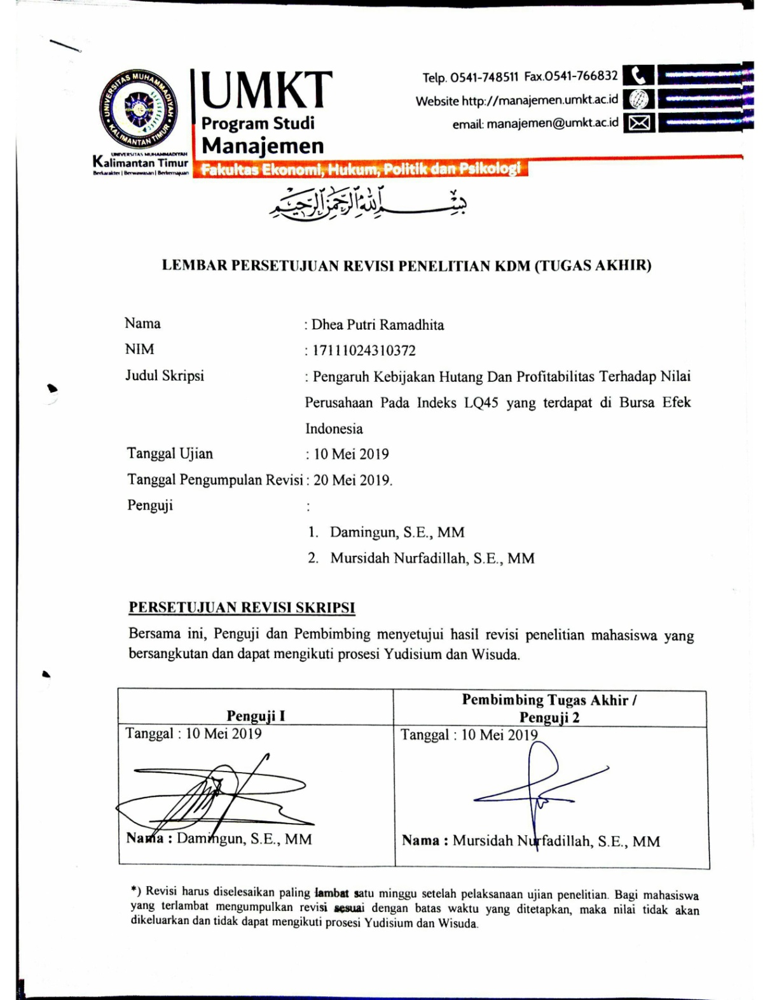 UNIVERSITAS MUHAMMADIYAH
KALIMANTAN TIMUR
UNIVERSITAS MUHAMMADIYAH
Kalimantan Timur
Berkarakter | Berwawasan | Berkemajuan
UMKT
Program Studi
Manajemen
Fakultas Ekonomi, Hukum, Politik dan Psikologi
Telp. 0541-748511 Fax.0541-766832
Website http://manajemen.umkt.ac.id
email: manajemen@umkt.ac.id
بِسْــــــــمِ اللهِ الرَّحْمٰنِ الرَّحِيْمِ
LEMBAR PERSETUJUAN REVISI PENELITIAN KDM (TUGAS AKHIR)
Nama : Dhea Putri Ramadhita
NIM : 17111024310372
Judul Skripsi : Pengaruh Kebijakan Hutang Dan Profitabilitas Terhadap Nilai
Perusahaan Pada Indeks LQ45 yang terdapat di Bursa Efek
Indonesia
Tanggal Ujian : 10 Mei 2019
Tanggal Pengumpulan Revisi : 20 Mei 2019.
Penguji :
1. Damingun, S.E., MM
2. Mursidah Nurfadillah, S.E., MM
PERSETUJUAN REVISI SKRIPSI
Bersama ini, Penguji dan Pembimbing menyetujui hasil revisi penelitian mahasiswa yang
bersangkutan dan dapat mengikuti prosesi Yudisium dan Wisuda.
Penguji I
Tanggal : 10 Mei 2019
Nama : Damingun, S.E., MM
Pembimbing Tugas Akhir /
Penguji 2
Tanggal : 10 Mei 2019
Nama : Mursidah Nurfadillah, S.E., MM
*) Revisi harus diselesaikan paling lambat satu minggu setelah pelaksanaan ujian penelitian. Bagi mahasiswa
yang terlambat mengumpulkan revisi sesuai dengan batas waktu yang ditetapkan, maka nilai tidak akan
dikeluarkan dan tidak dapat mengikuti prosesi Yudisium dan Wisuda.